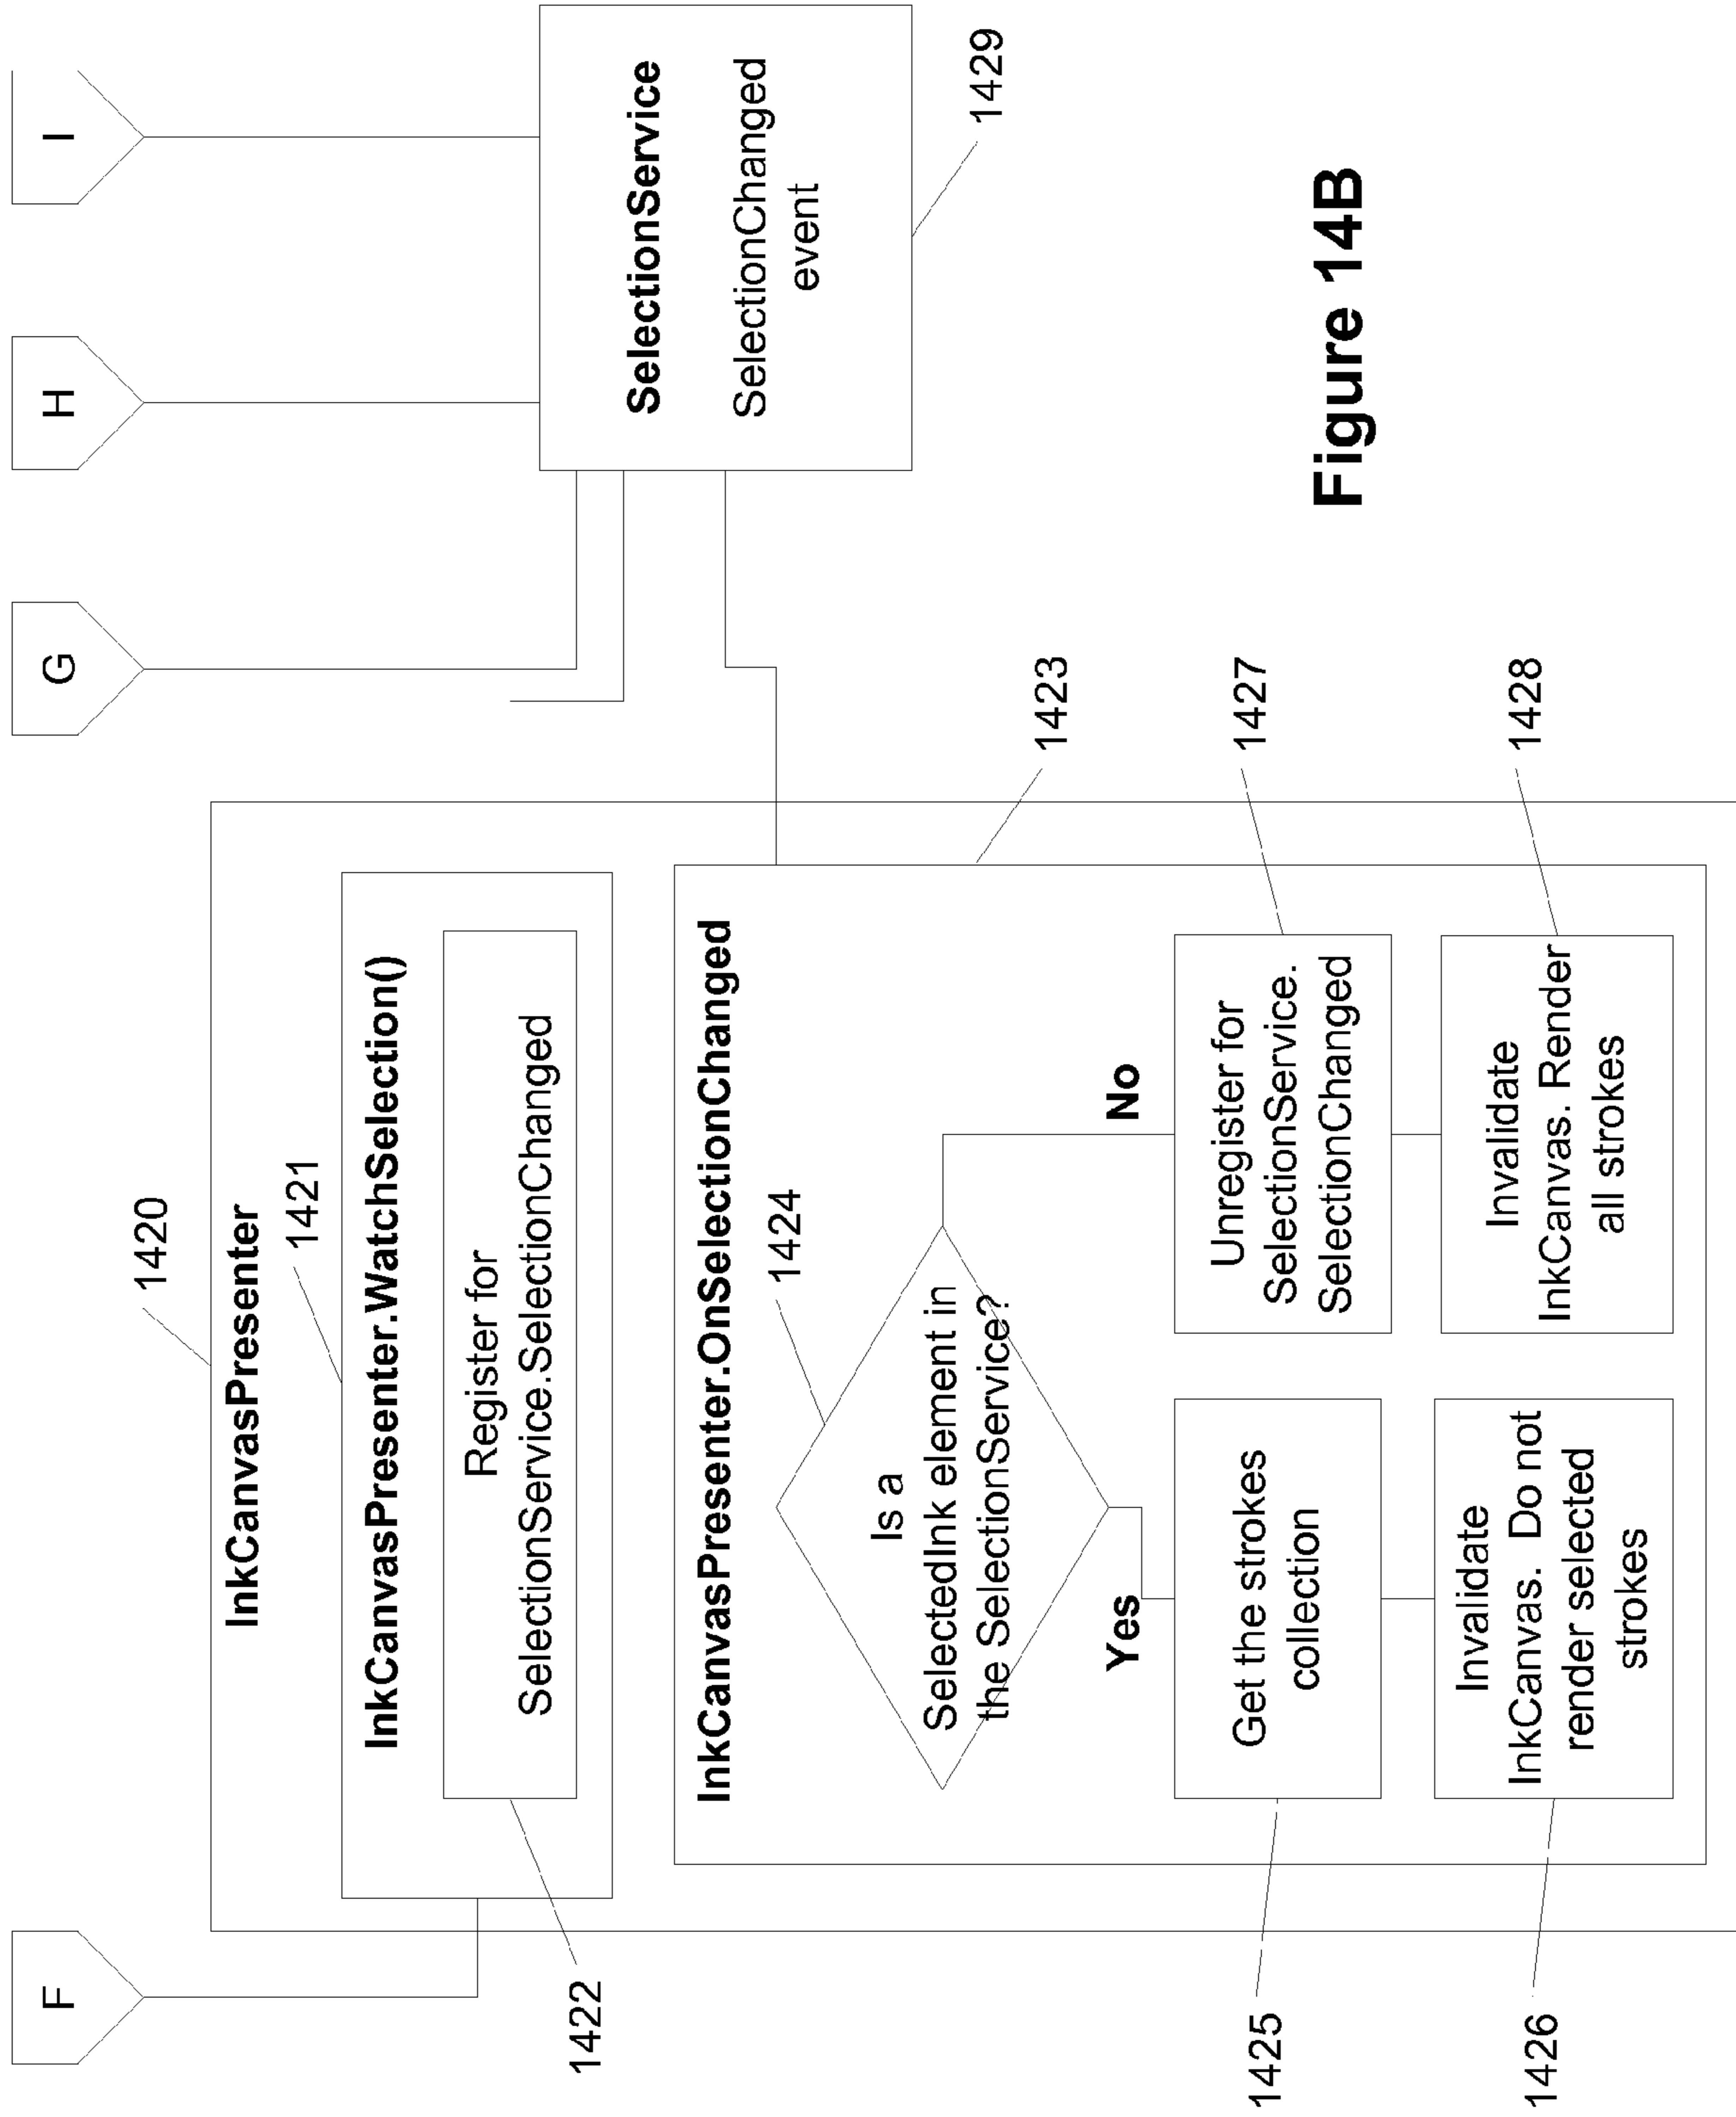 F
G
H
I
1420
InkCanvasPresenter
1421
InkCanvasPresenter.WatchSelection()
Register for
SelectionService.SelectionChanged
1422
SelectionService
SelectionChanged
event
1429
InkCanvasPresenter.OnSelectionChanged
1423
1424
Is a
SelectedInk element in
the SelectionService?
Yes
No
Get the strokes
collection
1425
Unregister for
SelectionService.
SelectionChanged
1427
Invalidate
InkCanvas. Do not
render selected
strokes
1426
Invalidate
InkCanvas. Render
all strokes
1428
Figure 14B